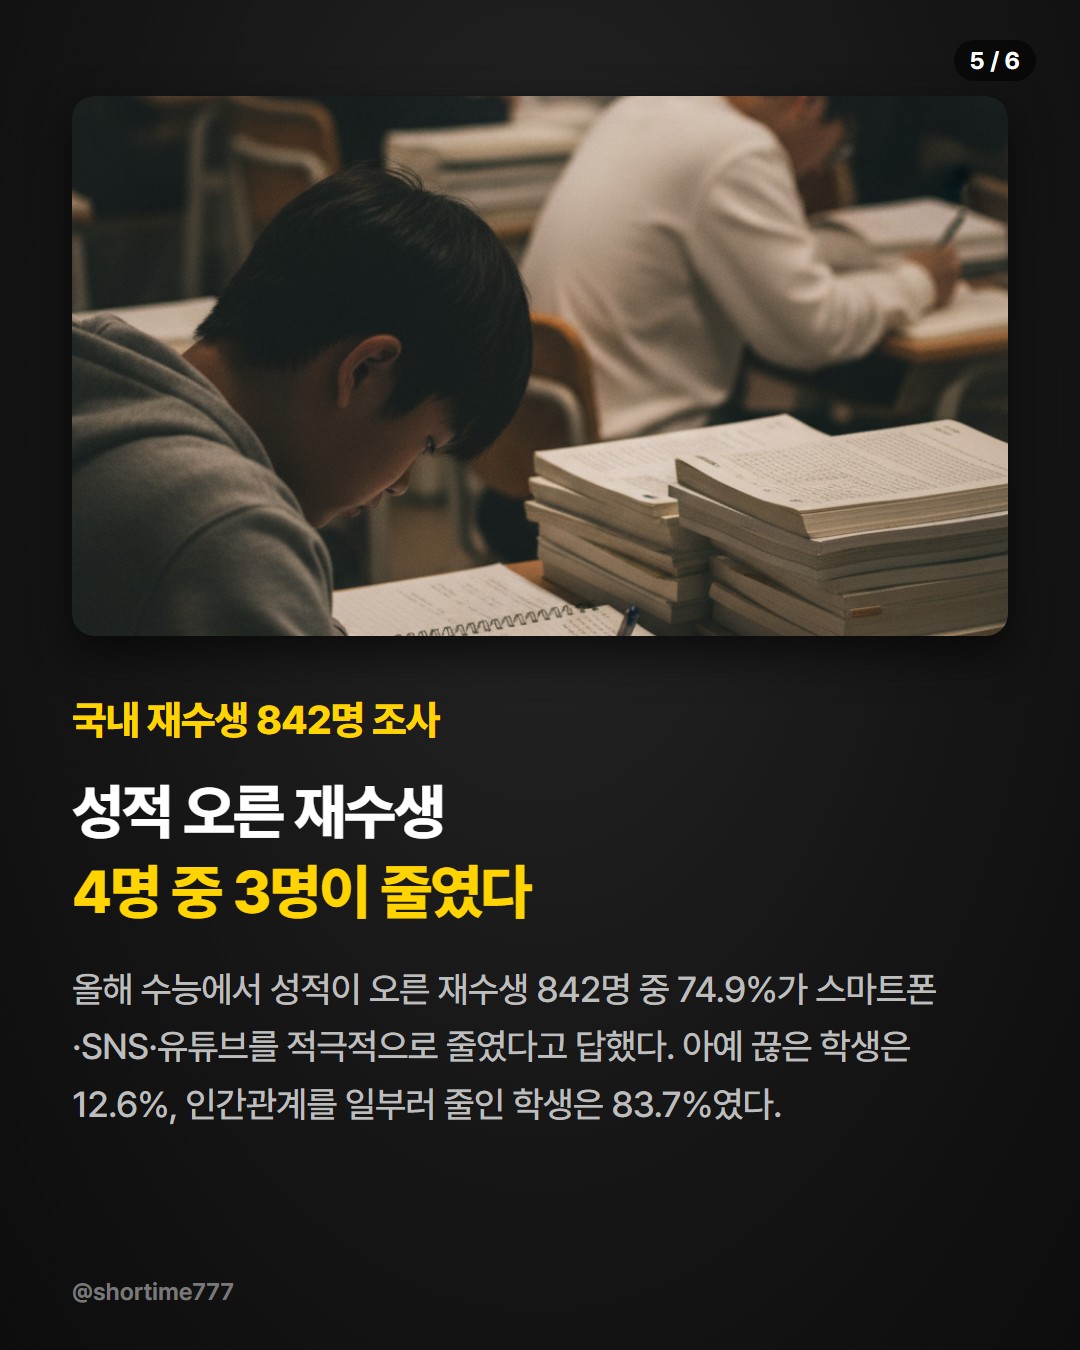 5 / 6
국내 재수생 842명 조사
성적 오른 재수생
4명 중 3명이 줄였다
올해 수능에서 성적이 오른 재수생 842명 중 74.9%가 스마트폰
·SNS·유튜브를 적극적으로 줄였다고 답했다. 아예 끊은 학생은
12.6%, 인간관계를 일부러 줄인 학생은 83.7%였다.
@shortime777